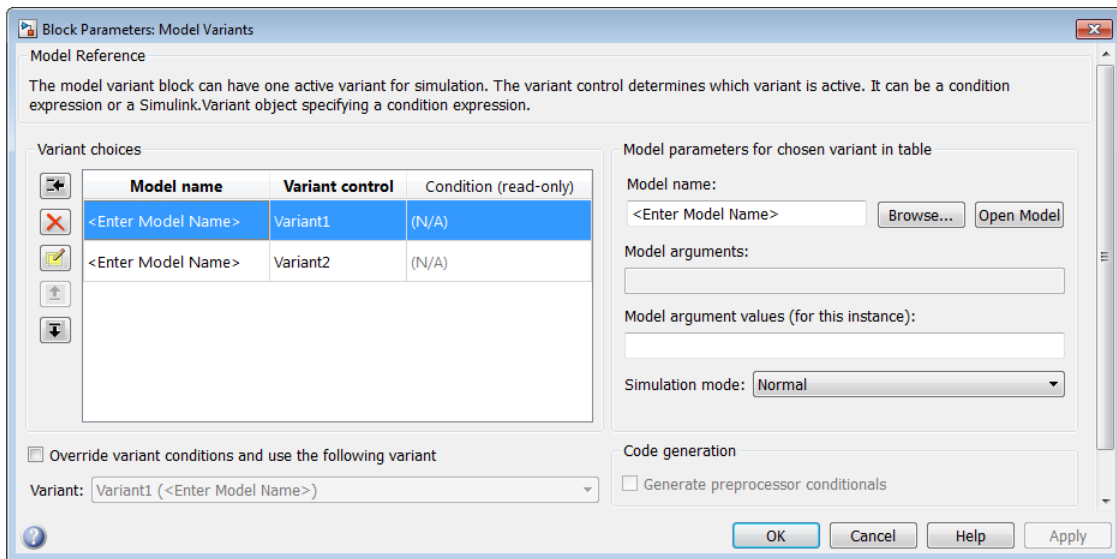 Block Parameters: Model Variants
Model Reference
The model variant block can have one active variant for simulation. The variant control determines which variant is active. It can be a condition
expression or a Simulink.Variant object specifying a condition expression.
Variant choices
Model name Variant control Condition (read-only)
<Enter Model Name> Variant1 (N/A)
<Enter Model Name> Variant2 (N/A)
Model parameters for chosen variant in table
Model name:
<Enter Model Name> Browse... Open Model
Model arguments:
Model argument values (for this instance):
Simulation mode: Normal
Override variant conditions and use the following variant
Variant: Variant1 (<Enter Model Name>)
Code generation
Generate preprocessor conditionals
OK Cancel Help Apply